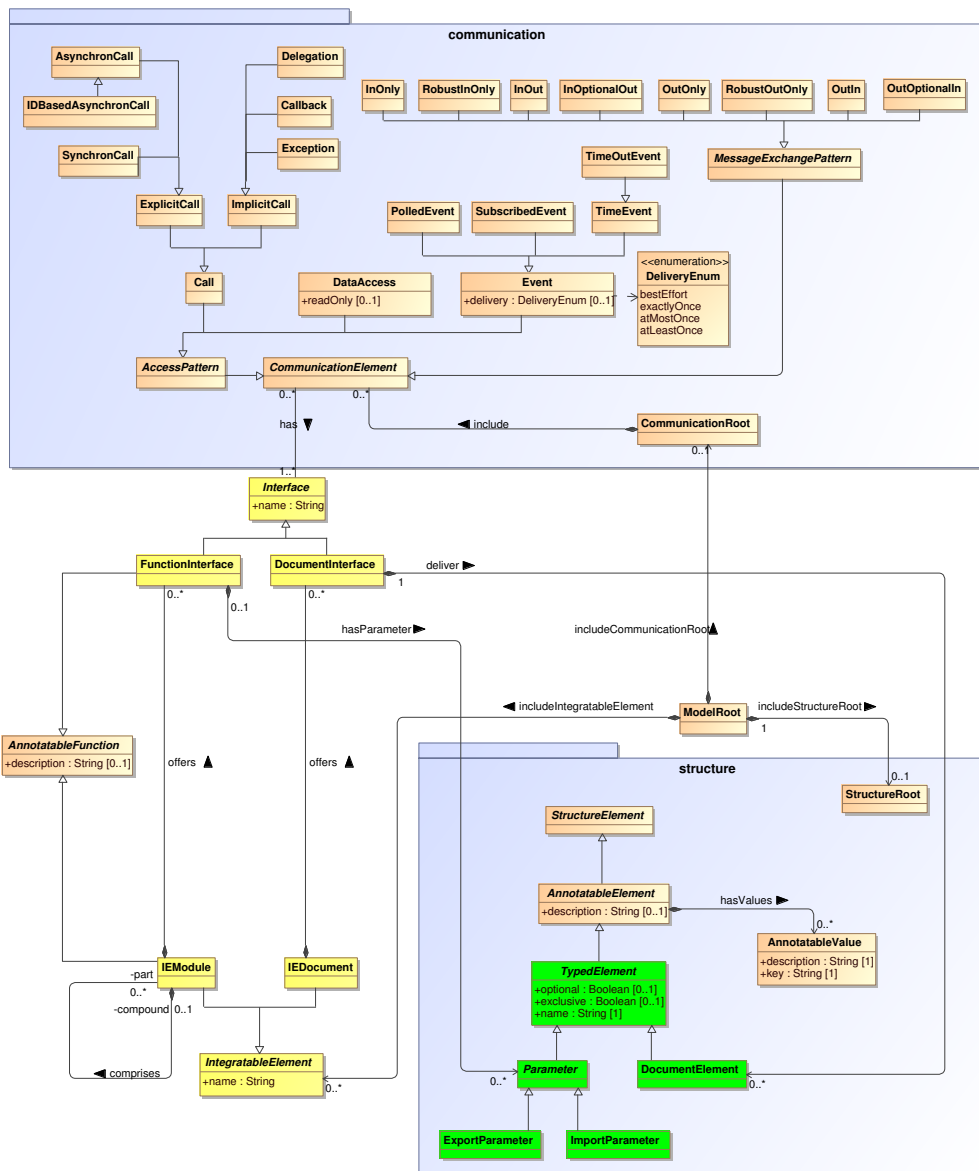 communication
AsynchronCall
Delegation
IDBasedAsynchronCall
Callback
SynchronCall
Exception
ExplicitCall
ImplicitCall
InOnly
RobustInOnly
InOut
InOptionalOut
OutOnly
RobustOutOnly
OutIn
OutOptionalIn
TimeOutEvent
MessageExchangePattern
PolledEvent
SubscribedEvent
TimeEvent
Call
DataAccess
+readOnly [0..1]
Event
+delivery : DeliveryEnum [0..1]
<<enumeration>>
DeliveryEnum
bestEffort
exactlyOnce
atMostOnce
atLeastOnce
AccessPattern
CommunicationElement
0..*
0..*
has ▼
◀ include
CommunicationRoot
0..1
1..*
Interface
+name : String
FunctionInterface
DocumentInterface
deliver ▶
1
0..*
0..1
0..*
hasParameter ▶
includeCommunicationRoot ▲
◀ includeIntegratableElement
ModelRoot
includeStructureRoot ▶
1
AnnotatableFunction
+description : String [0..1]
offers ▲
offers ▲
structure
0..1
StructureRoot
StructureElement
AnnotatableElement
+description : String [0..1]
hasValues ▶
0..*
AnnotatableValue
+description : String [1]
+key : String [1]
IEModule
IEDocument
-part
0..*
-compound 0..1
◀ comprises
TypedElement
+optional : Boolean [0..1]
+exclusive : Boolean [0..1]
+name : String [1]
IntegratableElement
+name : String
0..*
0..*
Parameter
DocumentElement
0..*
ExportParameter
ImportParameter